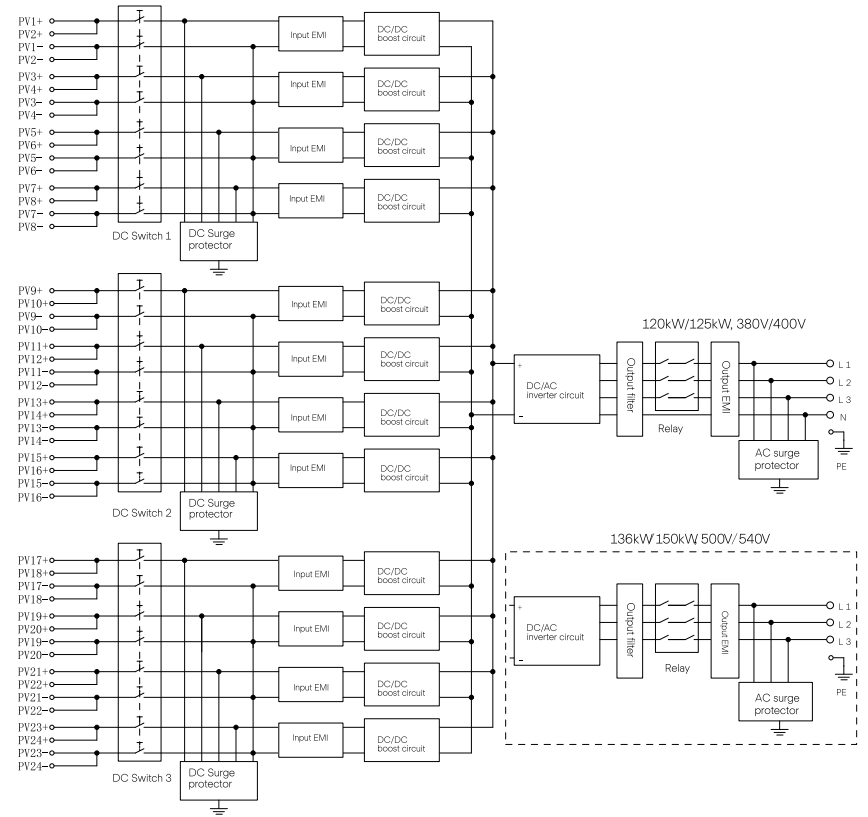 PV1+
PV2+
PV1-
PV2-
Input EMI
DC/DC
boost circuit
PV3+
PV4+
PV3-
PV4-
Input EMI
DC/DC
boost circuit
PV5+
PV6+
PV5-
PV6-
Input EMI
DC/DC
boost circuit
PV7+
PV8+
PV7-
PV8-
Input EMI
DC/DC
boost circuit
DC Switch 1
DC Surge
protector
PV9+
PV10+
PV9-
PV10-
Input EMI
DC/DC
boost circuit
PV11+
PV12+
PV11-
PV12-
Input EMI
DC/DC
boost circuit
PV13+
PV14+
PV13-
PV14-
Input EMI
DC/DC
boost circuit
PV15+
PV16+
PV15-
PV16-
Input EMI
DC/DC
boost circuit
DC Switch 2
DC Surge
protector
PV17+
PV18+
PV17-
PV18-
Input EMI
DC/DC
boost circuit
PV19+
PV20+
PV19-
PV20-
Input EMI
DC/DC
boost circuit
PV21+
PV22+
PV21-
PV22-
Input EMI
DC/DC
boost circuit
PV23+
PV24+
PV23-
PV24-
Input EMI
DC/DC
boost circuit
DC Switch 3
DC Surge
protector
120kW/125kW, 380V/400V
+
-
DC/AC
inverter circuit
Output filter
Relay
Output EMI
L 1
L 2
L 3
N
PE
AC surge
protector
136kW/150kW, 500V/540V
+
-
DC/AC
inverter circuit
Output filter
Relay
Output EMI
L 1
L 2
L 3
PE
AC surge
protector